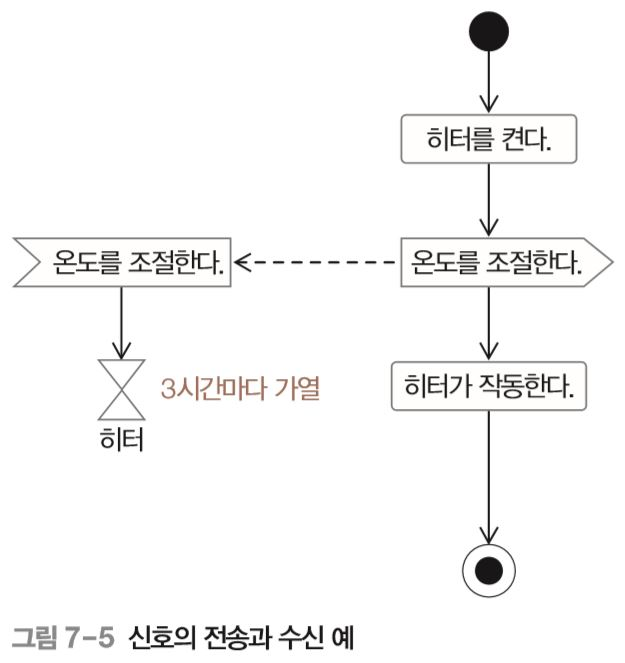 히터를 켠다.
온도를 조절한다.
온도를 조절한다.
3시간마다 가열
히터
히터가 작동한다.
그림 7-5 신호의 전송과 수신 예